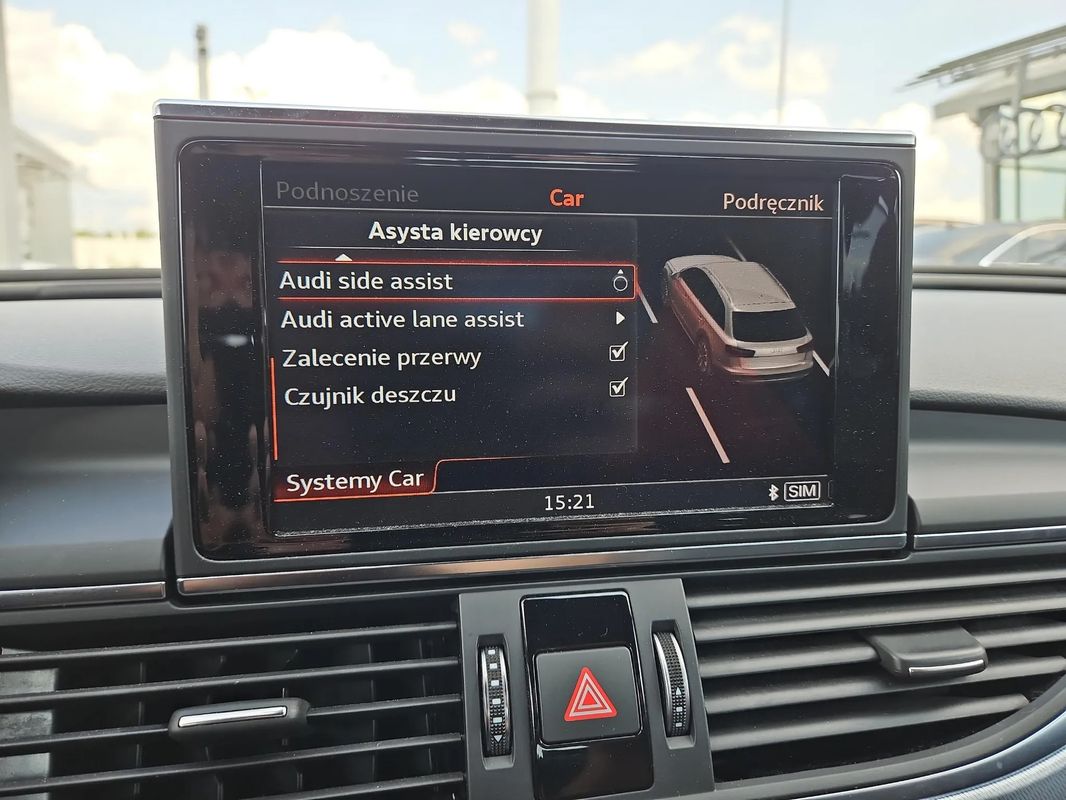 Podnoszenie
Car
Podręcznik
Asysta kierowcy
Audi side assist
Audi active lane assist
Zalecenie przerwy
Czujnik deszczu
Systemy Car
15:21
SIM